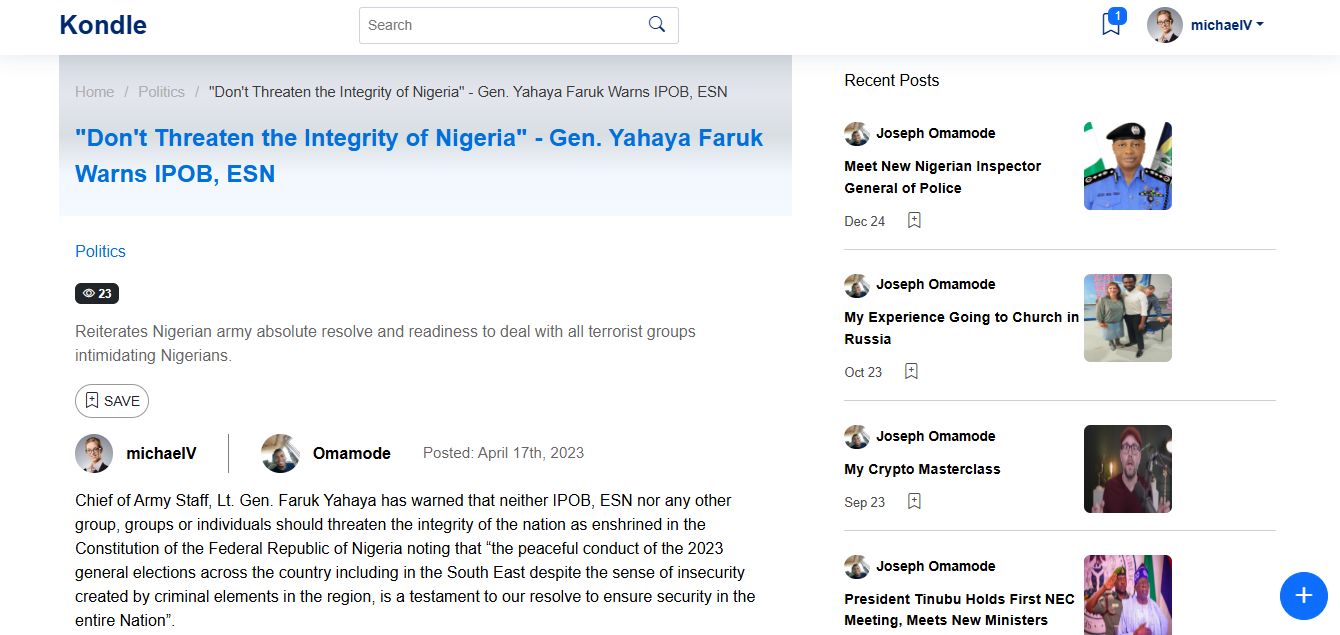 Kondle
Search
1
michaelV
Home / Politics / "Don't Threaten the Integrity of Nigeria" - Gen. Yahaya Faruk Warns IPOB, ESN
"Don't Threaten the Integrity of Nigeria" - Gen. Yahaya Faruk
Warns IPOB, ESN
Politics
23
Reiterates Nigerian army absolute resolve and readiness to deal with all terrorist groups
intimidating Nigerians.
SAVE
michaelV
Omamode
Posted: April 17th, 2023
Chief of Army Staff, Lt. Gen. Faruk Yahaya has warned that neither IPOB, ESN nor any other
group, groups or individuals should threaten the integrity of the nation as enshrined in the
Constitution of the Federal Republic of Nigeria noting that “the peaceful conduct of the 2023
general elections across the country including in the South East despite the sense of insecurity
created by criminal elements in the region, is a testament to our resolve to ensure security in the
entire Nation”.
Recent Posts
Joseph Omamode
Meet New Nigerian Inspector
General of Police
Dec 24
Joseph Omamode
My Experience Going to Church in
Russia
Oct 23
Joseph Omamode
My Crypto Masterclass
Sep 23
Joseph Omamode
President Tinubu Holds First NEC
Meeting, Meets New Ministers